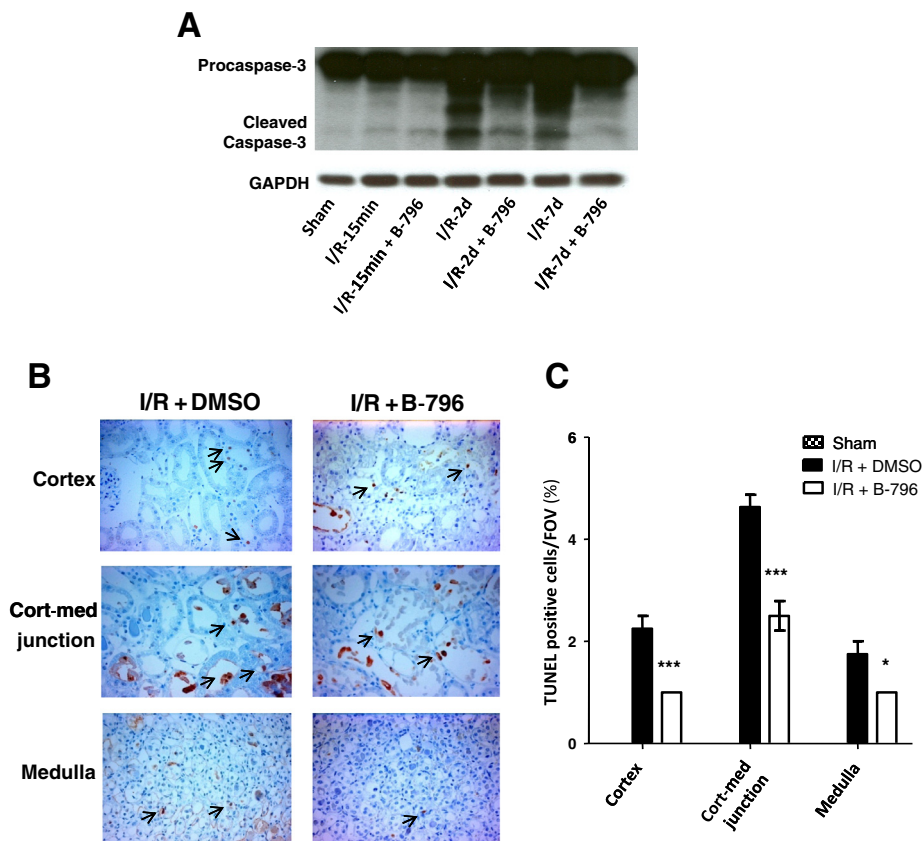 A
Procaspase-3
Cleaved
Caspase-3
GAPDH
Sham
I/R-15min
I/R-15min + B-796
I/R-2d
I/R-2d + B-796
I/R-7d
I/R-7d + B-796
B
I/R + DMSO
I/R + B-796
Cortex
Cort-med
junction
Medulla
C
TUNEL positive cells/FOV (%)
6
4
2
0
Sham
I/R + DMSO
I/R + B-796
***
***
*
Cortex
Cort-med
junction
Medulla